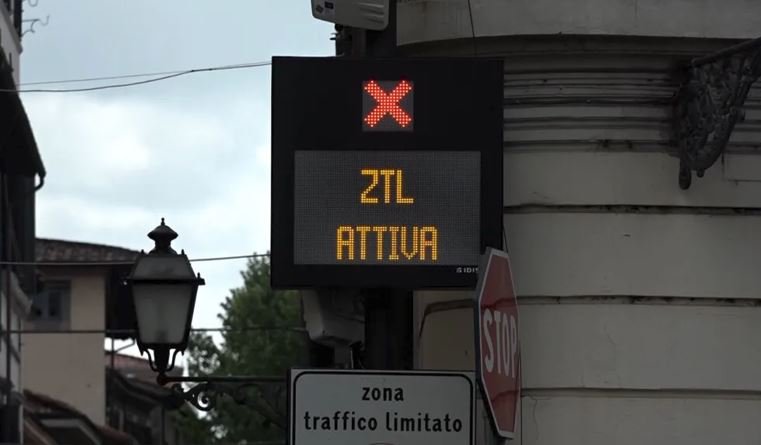 ZTL
ATTIVA
STOP
zona
traffico limitato